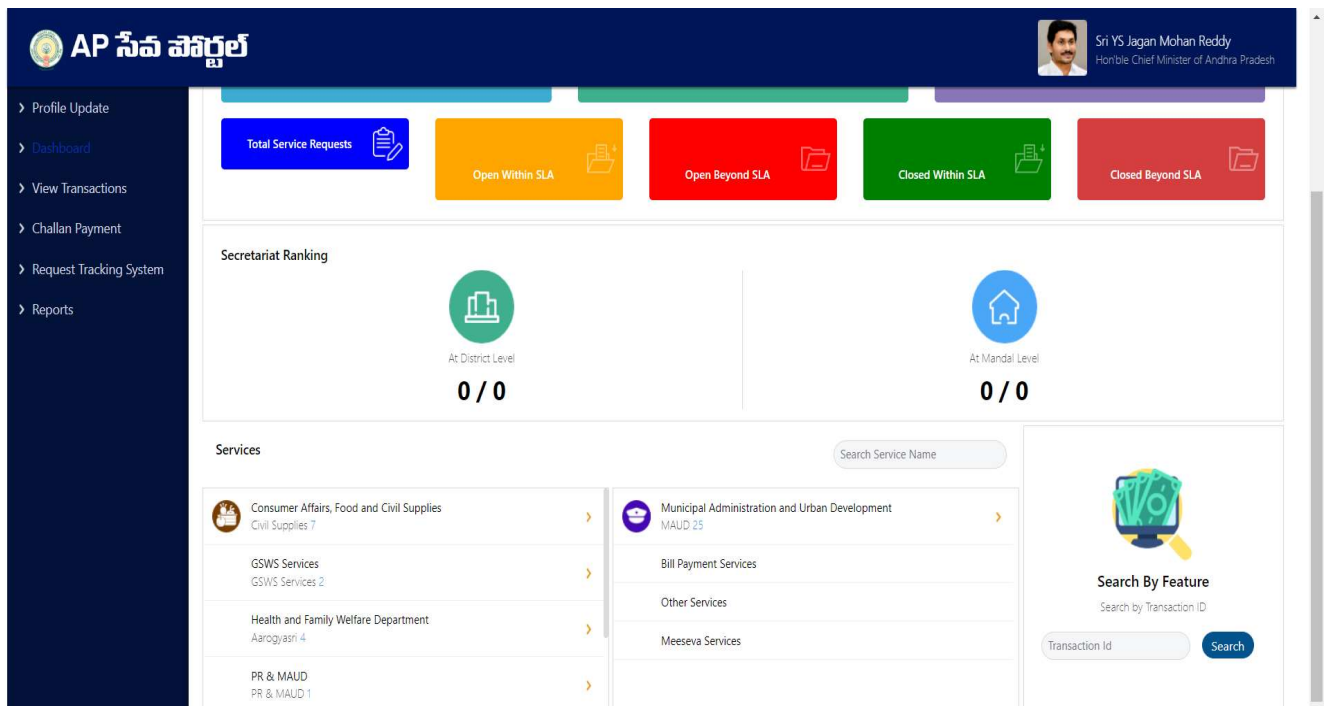 AP సేవ పోర్టల్
Sri YS Jagan Mohan Reddy
Hon'ble Chief Minister of Andhra Pradesh
Profile Update
Dashboard
View Transactions
Challan Payment
Request Tracking System
Reports
Total Service Requests
Open Within SLA
Open Beyond SLA
Closed Within SLA
Closed Beyond SLA
Secretariat Ranking
At District Level
0 / 0
At Mandal Level
0 / 0
Services
Search Service Name
Consumer Affairs, Food and Civil Supplies
Civil Supplies 7
GSWS Services
GSWS Services 2
Health and Family Welfare Department
Aarogyasri 4
PR & MAUD
PR & MAUD 1
Municipal Administration and Urban Development
MAUD 25
Bill Payment Services
Other Services
Meeseva Services
Search By Feature
Search by Transaction ID
Transaction Id
Search